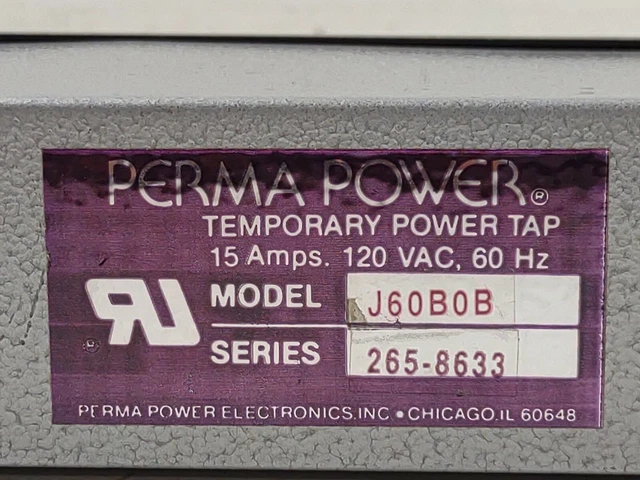 PERMA POWER®
TEMPORARY POWER TAP
15 Amps. 120 VAC, 60 Hz
MODEL J60B0B
SERIES 265-8633
PERMA POWER ELECTRONICS, INC • CHICAGO, IL 60648